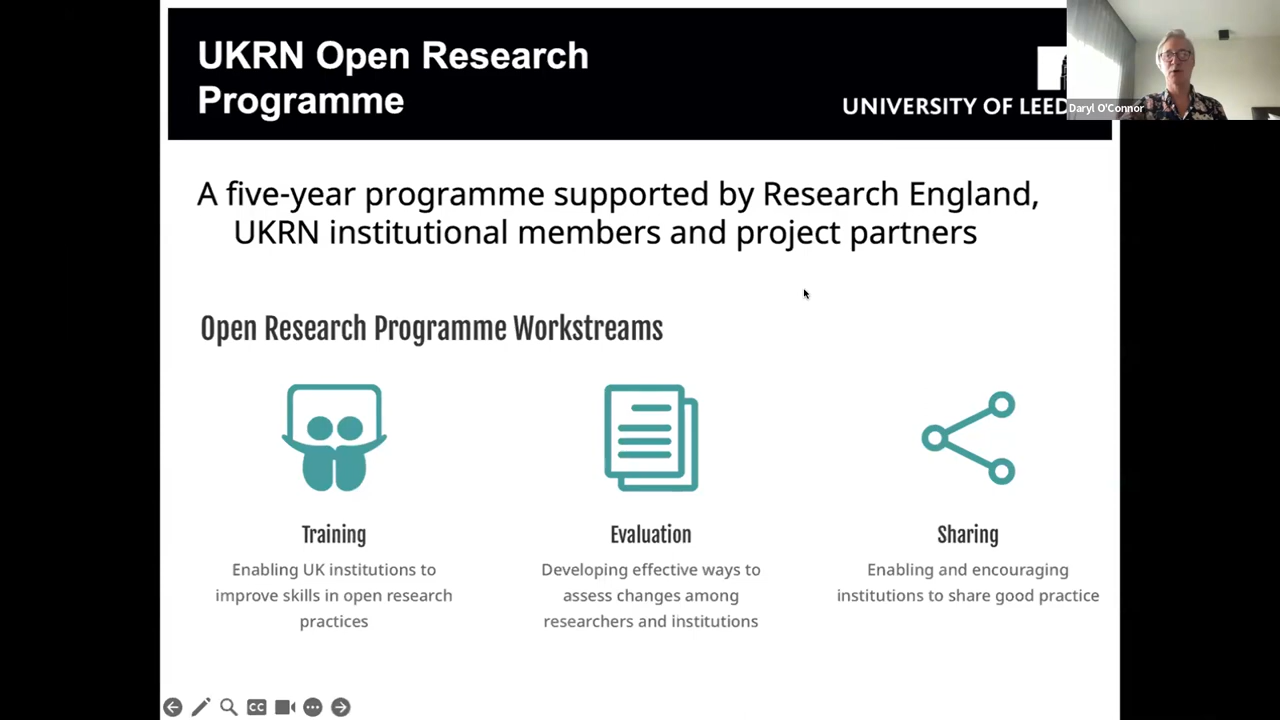 UKRN Open Research
Programme
UNIVERSITY OF LEED
Daryl O'Connor
A five-year programme supported by Research England,
UKRN institutional members and project partners
Open Research Programme Workstreams
Training
Enabling UK institutions to
improve skills in open research
practices
Evaluation
Developing effective ways to
assess changes among
researchers and institutions
Sharing
Enabling and encouraging
institutions to share good practice
CC